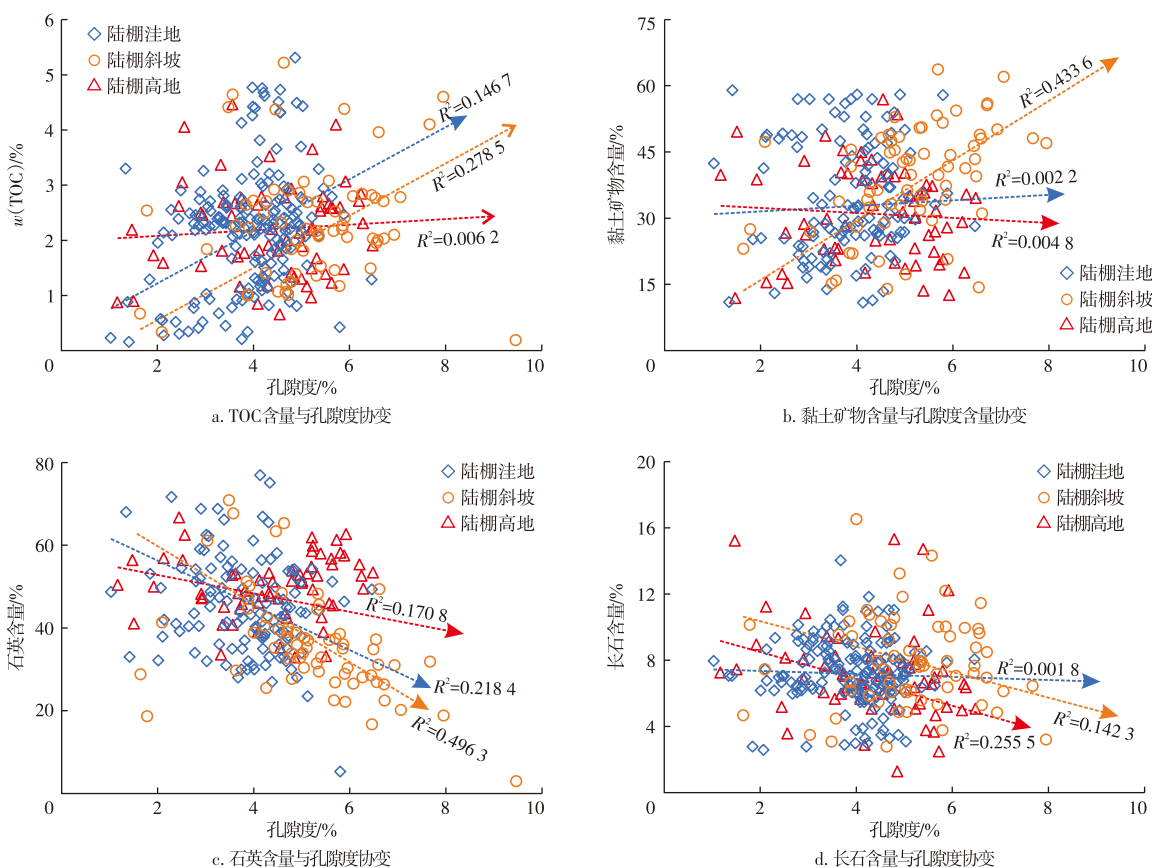 6
5
4
3
2
1
0
2
4
6
8
10
w(TOC)/%
孔隙度/%
陆棚洼地
陆棚斜坡
陆棚高地
R²=0.146 7
R²=0.278 5
R²=0.006 2
a. TOC含量与孔隙度协变
75
60
45
30
15
0
2
4
6
8
10
黏土矿物含量/%
孔隙度/%
R²=0.433 6
R²=0.002 2
R²=0.004 8
陆棚洼地
陆棚斜坡
陆棚高地
b. 黏土矿物含量与孔隙度含量协变
80
60
40
20
0
2
4
6
8
10
石英含量/%
孔隙度/%
陆棚洼地
陆棚斜坡
陆棚高地
R²=0.170 8
R²=0.218 4
R²=0.496 3
c. 石英含量与孔隙度协变
20
16
12
8
4
0
2
4
6
8
10
长石含量/%
孔隙度/%
陆棚洼地
陆棚斜坡
陆棚高地
R²=0.001 8
R²=0.142 3
R²=0.255 5
d. 长石含量与孔隙度协变